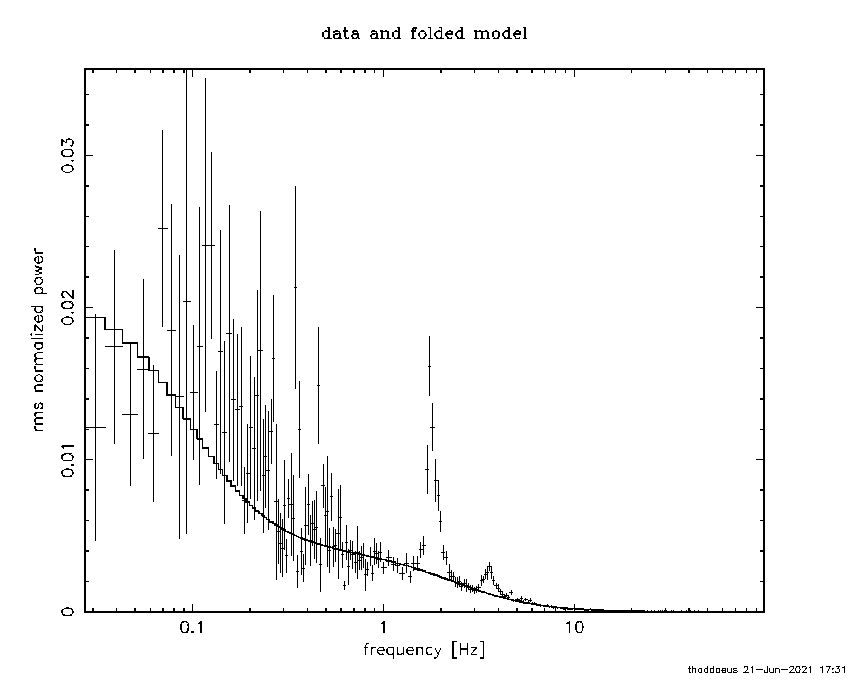 data and folded model
0.03
0.02
0.01
0
rms normalized power
0.1 1 10
frequency [Hz]
thoddaeus 21-Jun-2021 17:31